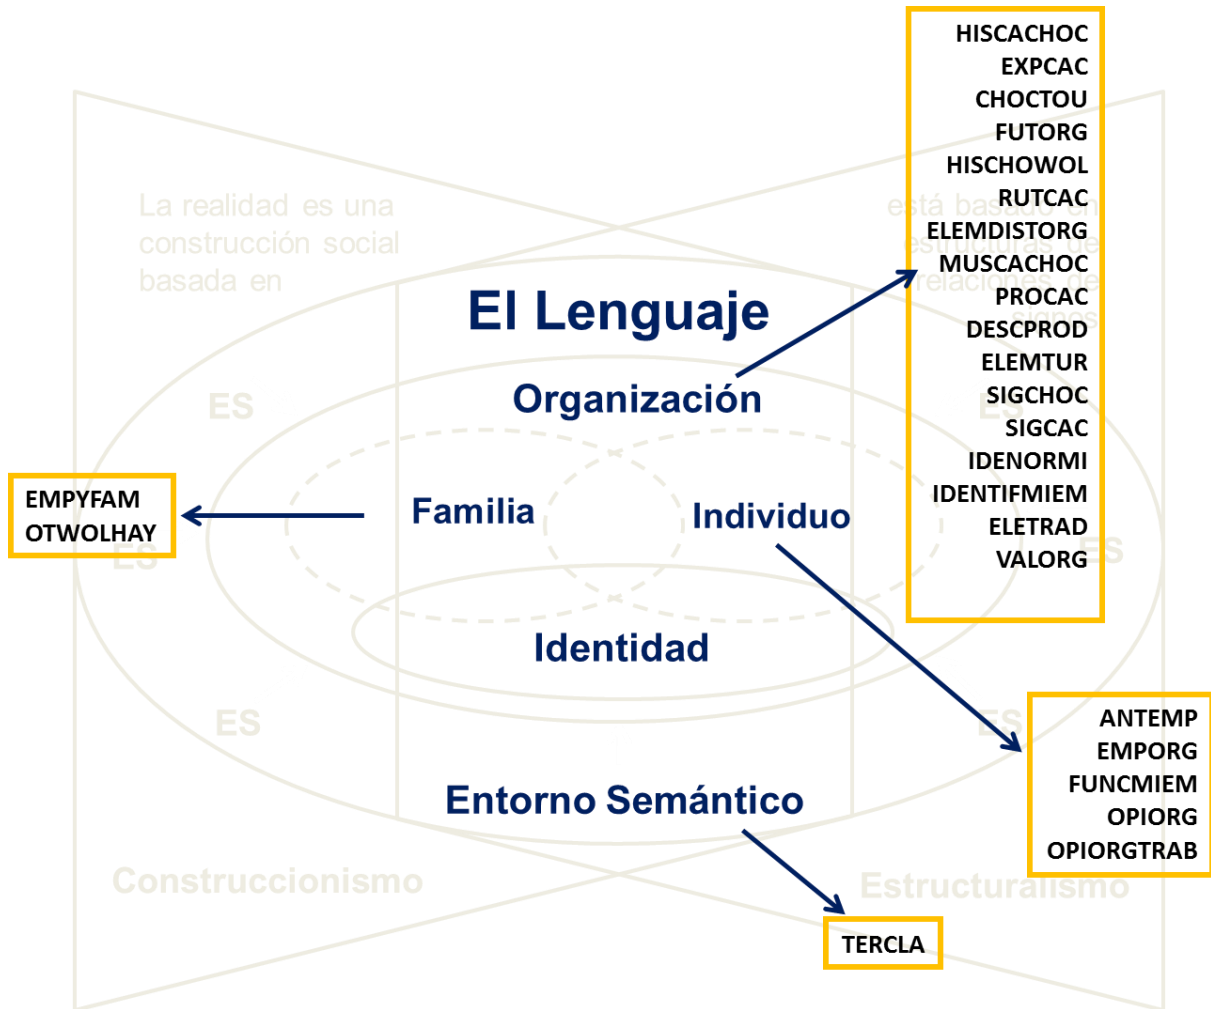 HISCACHOC
EXPCAC
CHOCTOU
FUTORG
HISCHOWOL
RUTCAC
ELEMDISTORG
MUSCACHOC
PROCAC
DESCPROD
ELEMTUR
SIGCHOC
SIGCAC
IDENORMI
IDENTIFMIEM
ELETRAD
VALORG
La realidad es una
construcción social
basada en
está basado en
estructuras de
relaciones de
signos
El Lenguaje
Organización
ES
ES
EMPYFAM
OTWOLHAY
Familia
Individuo
ES
ES
Identidad
ES
ES
ANTEMP
EMPORG
FUNCMIEM
OPIORG
OPIORGTRAB
Entorno Semántico
Construccionismo
Estructuralismo
TERCLA